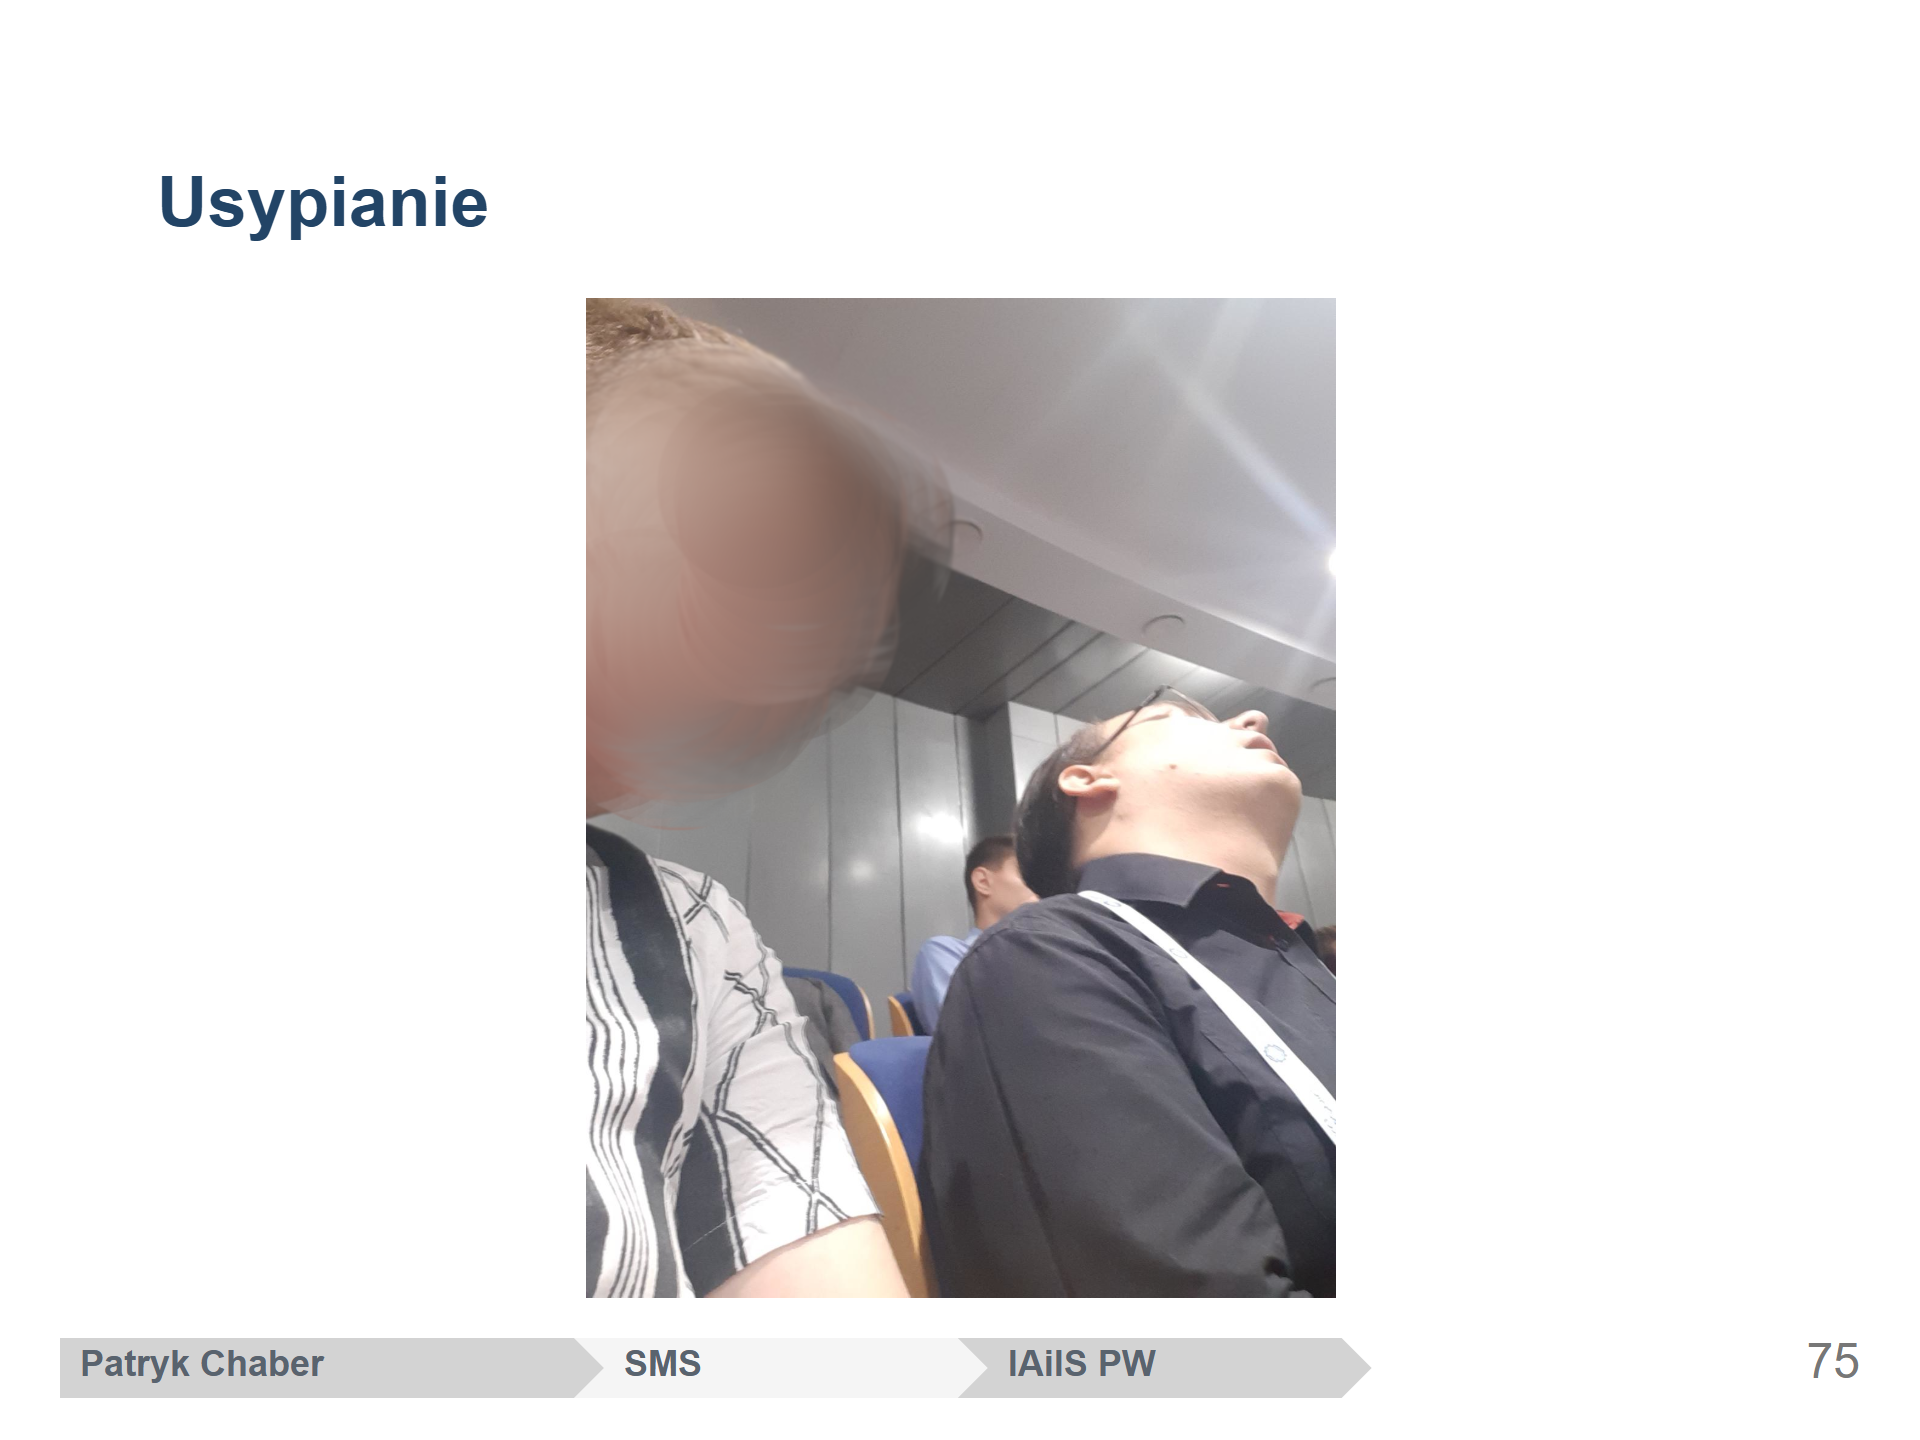 Usypianie
Patryk Chaber
SMS
IAiIS PW
75